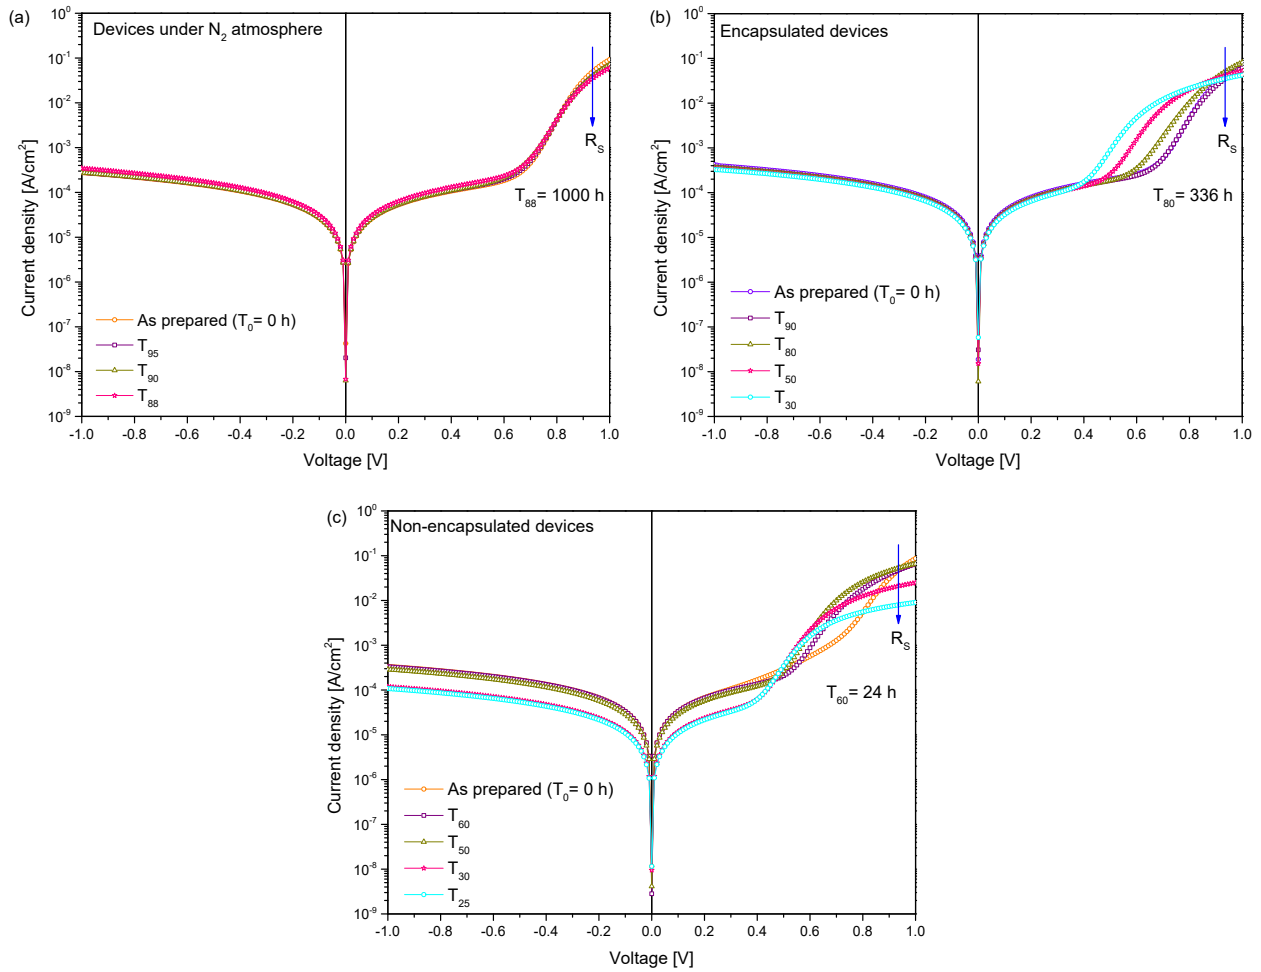 (a)
Devices under N2 atmosphere
Current density [A/cm2]
10^0
10^-1
10^-2
10^-3
10^-4
10^-5
10^-6
10^-7
10^-8
10^-9
RS
T88= 1000 h
As prepared (T0= 0 h)
T95
T90
T88
-1.0 -0.8 -0.6 -0.4 -0.2 0.0 0.2 0.4 0.6 0.8 1.0
Voltage [V]
(b)
Encapsulated devices
Current density [A/cm2]
10^0
10^-1
10^-2
10^-3
10^-4
10^-5
10^-6
10^-7
10^-8
10^-9
RS
T80= 336 h
As prepared (T0= 0 h)
T90
T80
T50
T30
-1.0 -0.8 -0.6 -0.4 -0.2 0.0 0.2 0.4 0.6 0.8 1.0
Voltage [V]
(c)
Non-encapsulated devices
Current density [A/cm2]
10^0
10^-1
10^-2
10^-3
10^-4
10^-5
10^-6
10^-7
10^-8
10^-9
RS
T60= 24 h
As prepared (T0= 0 h)
T60
T50
T30
T25
-1.0 -0.8 -0.6 -0.4 -0.2 0.0 0.2 0.4 0.6 0.8 1.0
Voltage [V]